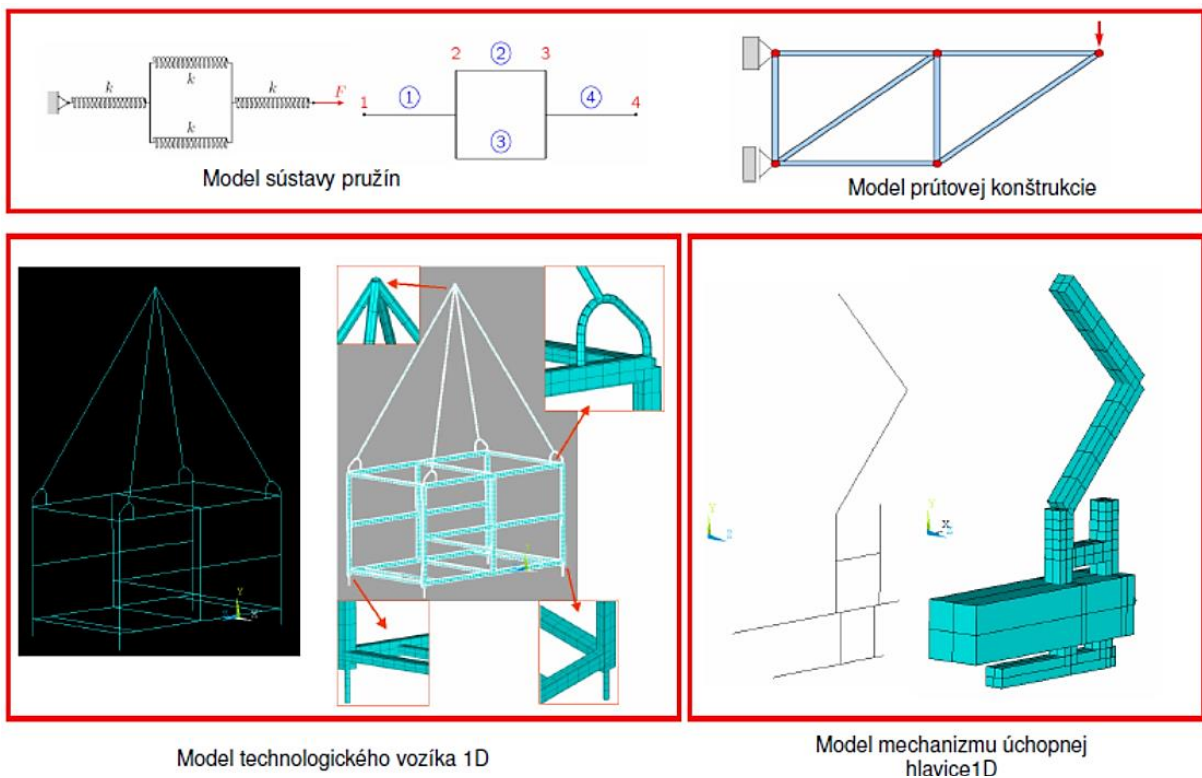 k
k
k
k
F
1
2
3
4
①
②
③
④
Model sústavy pružín
Model prútovej konštrukcie
Y
Z
X
Y
Z
Y
X
Z
Model technologického vozíka 1D
Model mechanizmu úchopnej
hlavice1D